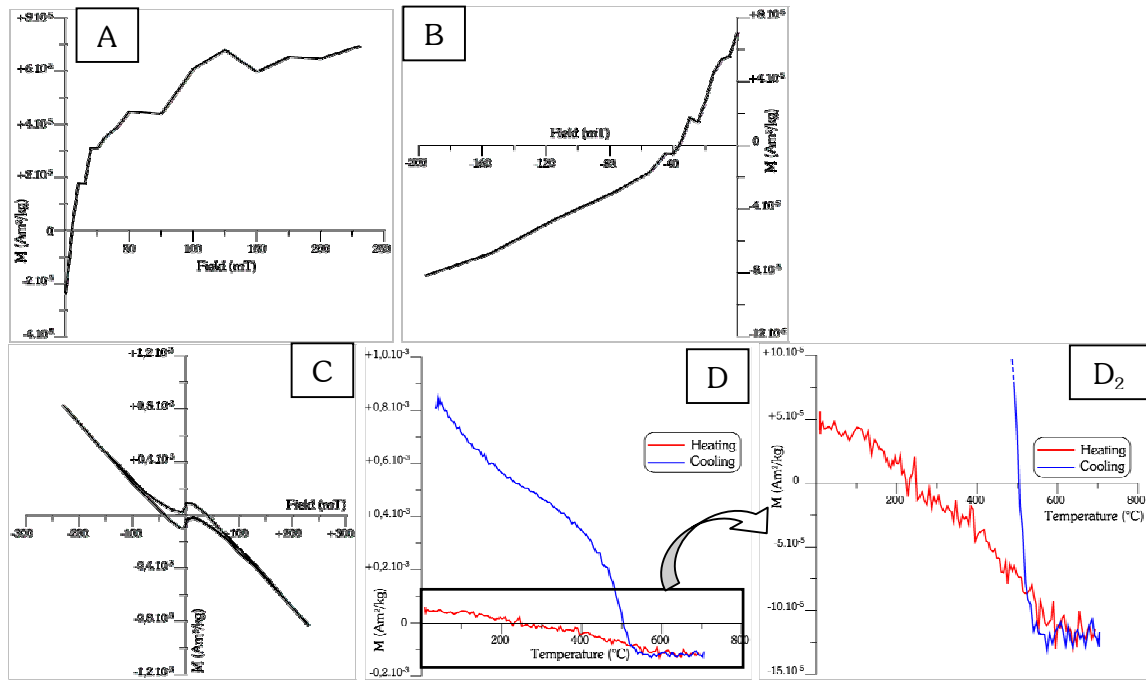 A
+8.10⁻⁵
+6.10⁻⁵
+4.10⁻⁵
+2.10⁻⁵
0
-2.10⁻⁵
-4.10⁻⁵
M (Am²/kg)
50 100 150 200 250
Field (mT)
B
+8.10⁻⁵
+4.10⁻⁵
0
-4.10⁻⁵
-8.10⁻⁵
-12.10⁻⁵
M (Am²/kg)
Field (mT)
-200 -160 -120 -80 -40
C
+1,2.10⁻³
+0,8.10⁻³
+0,4.10⁻³
Field (mT)
-300 -100 +100 +300
-0,4.10⁻³
-0,8.10⁻³
-1,2.10⁻³
M (Am²/kg)
D
+1,0.10⁻³
+0,8.10⁻³
+0,6.10⁻³
+0,4.10⁻³
+0,2.10⁻³
0
-0,2.10⁻³
M (Am²/kg)
Heating
Cooling
200 400 600 800
Temperature (°C)
D₂
+10.10⁻⁵
+5.10⁻⁵
0
-5.10⁻⁵
-10.10⁻⁵
-15.10⁻⁵
M (Am²/kg)
Heating
Cooling
200 400 600 800
Temperature (°C)